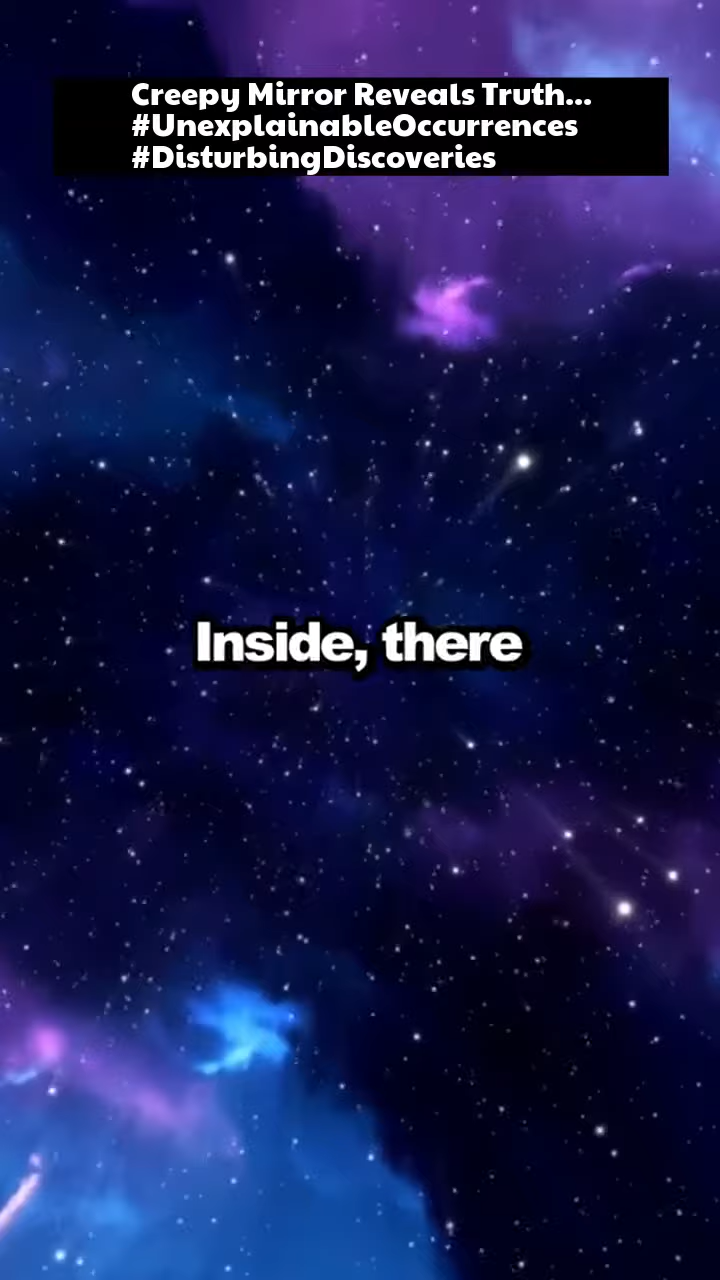 Creepy Mirror Reveals Truth...
#UnexplainableOccurrences
#DisturbingDiscoveries
Inside, there